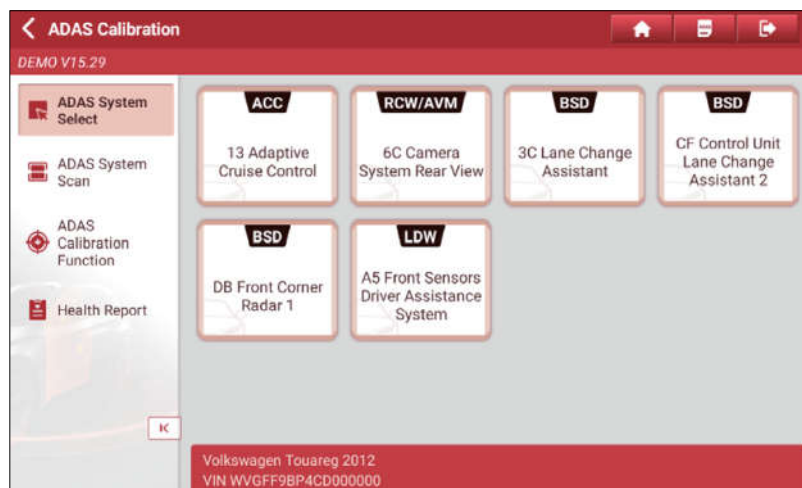 ADAS Calibration
DEMO V15.29
ADAS System
Select
ADAS System
Scan
ADAS
Calibration
Function
Health Report
ACC
13 Adaptive
Cruise Control
RCW/AVM
6C Camera
System Rear View
BSD
3C Lane Change
Assistant
BSD
CF Control Unit
Lane Change
Assistant 2
BSD
DB Front Corner
Radar 1
LDW
A5 Front Sensors
Driver Assistance
System
Volkswagen Touareg 2012
VIN WVGFF9BP4CD000000